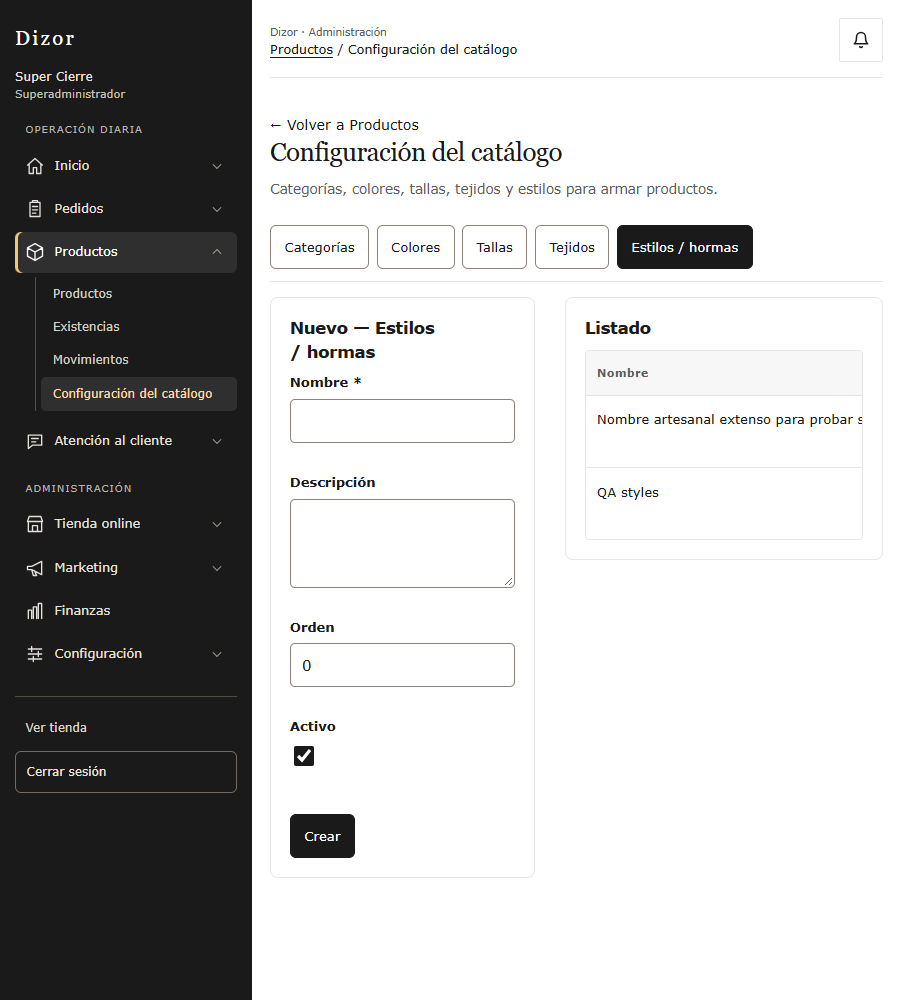 Dizor
Super Cierre
Superadministrador
OPERACIÓN DIARIA
Inicio
Pedidos
Productos
Productos
Existencias
Movimientos
Configuración del catálogo
Atención al cliente
ADMINISTRACIÓN
Tienda online
Marketing
Finanzas
Configuración
Ver tienda
Cerrar sesión
Dizor · Administración
Productos / Configuración del catálogo
← Volver a Productos
Configuración del catálogo
Categorías, colores, tallas, tejidos y estilos para armar productos.
Categorías
Colores
Tallas
Tejidos
Estilos / hormas
Nuevo — Estilos
/ hormas
Nombre *
Descripción
Orden
0
Activo
Crear
Listado
Nombre
Nombre artesanal extenso para probar s
QA styles